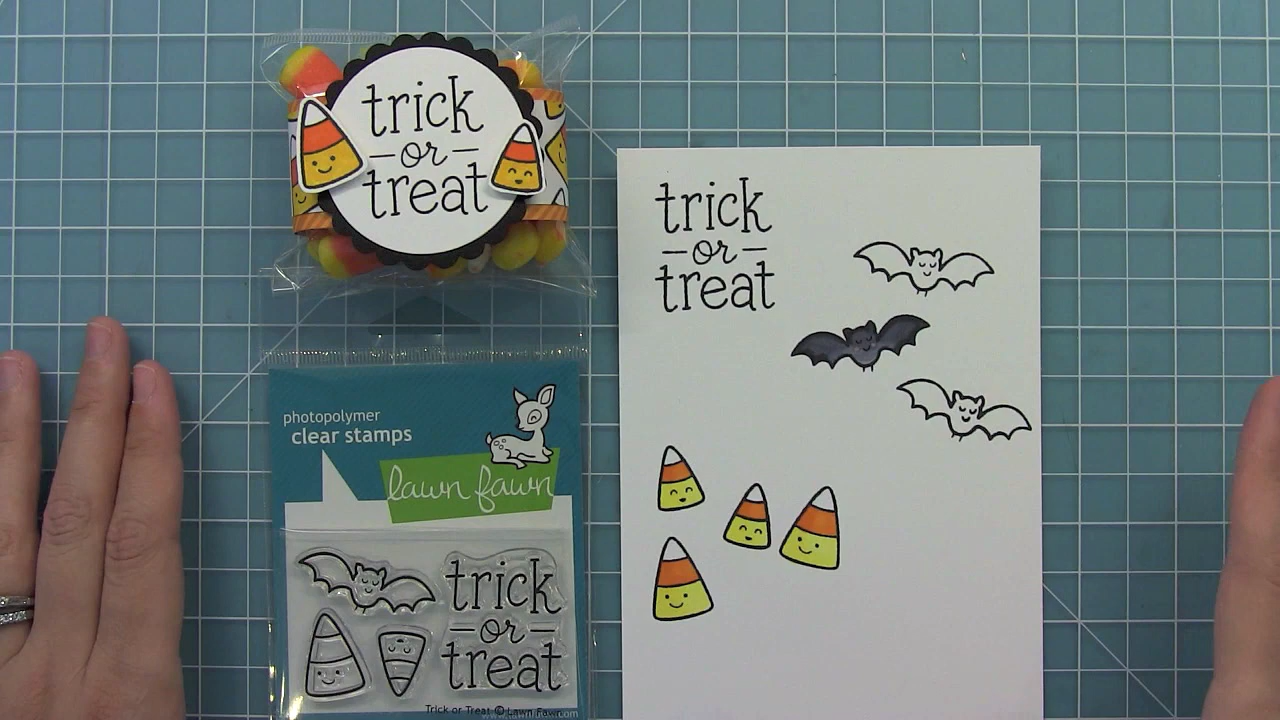 trick
or
treat
trick
or
treat
photopolymer
clear stamps
lawn fawn
trick
or
treat
Trick or Treat © Lawn Fawn